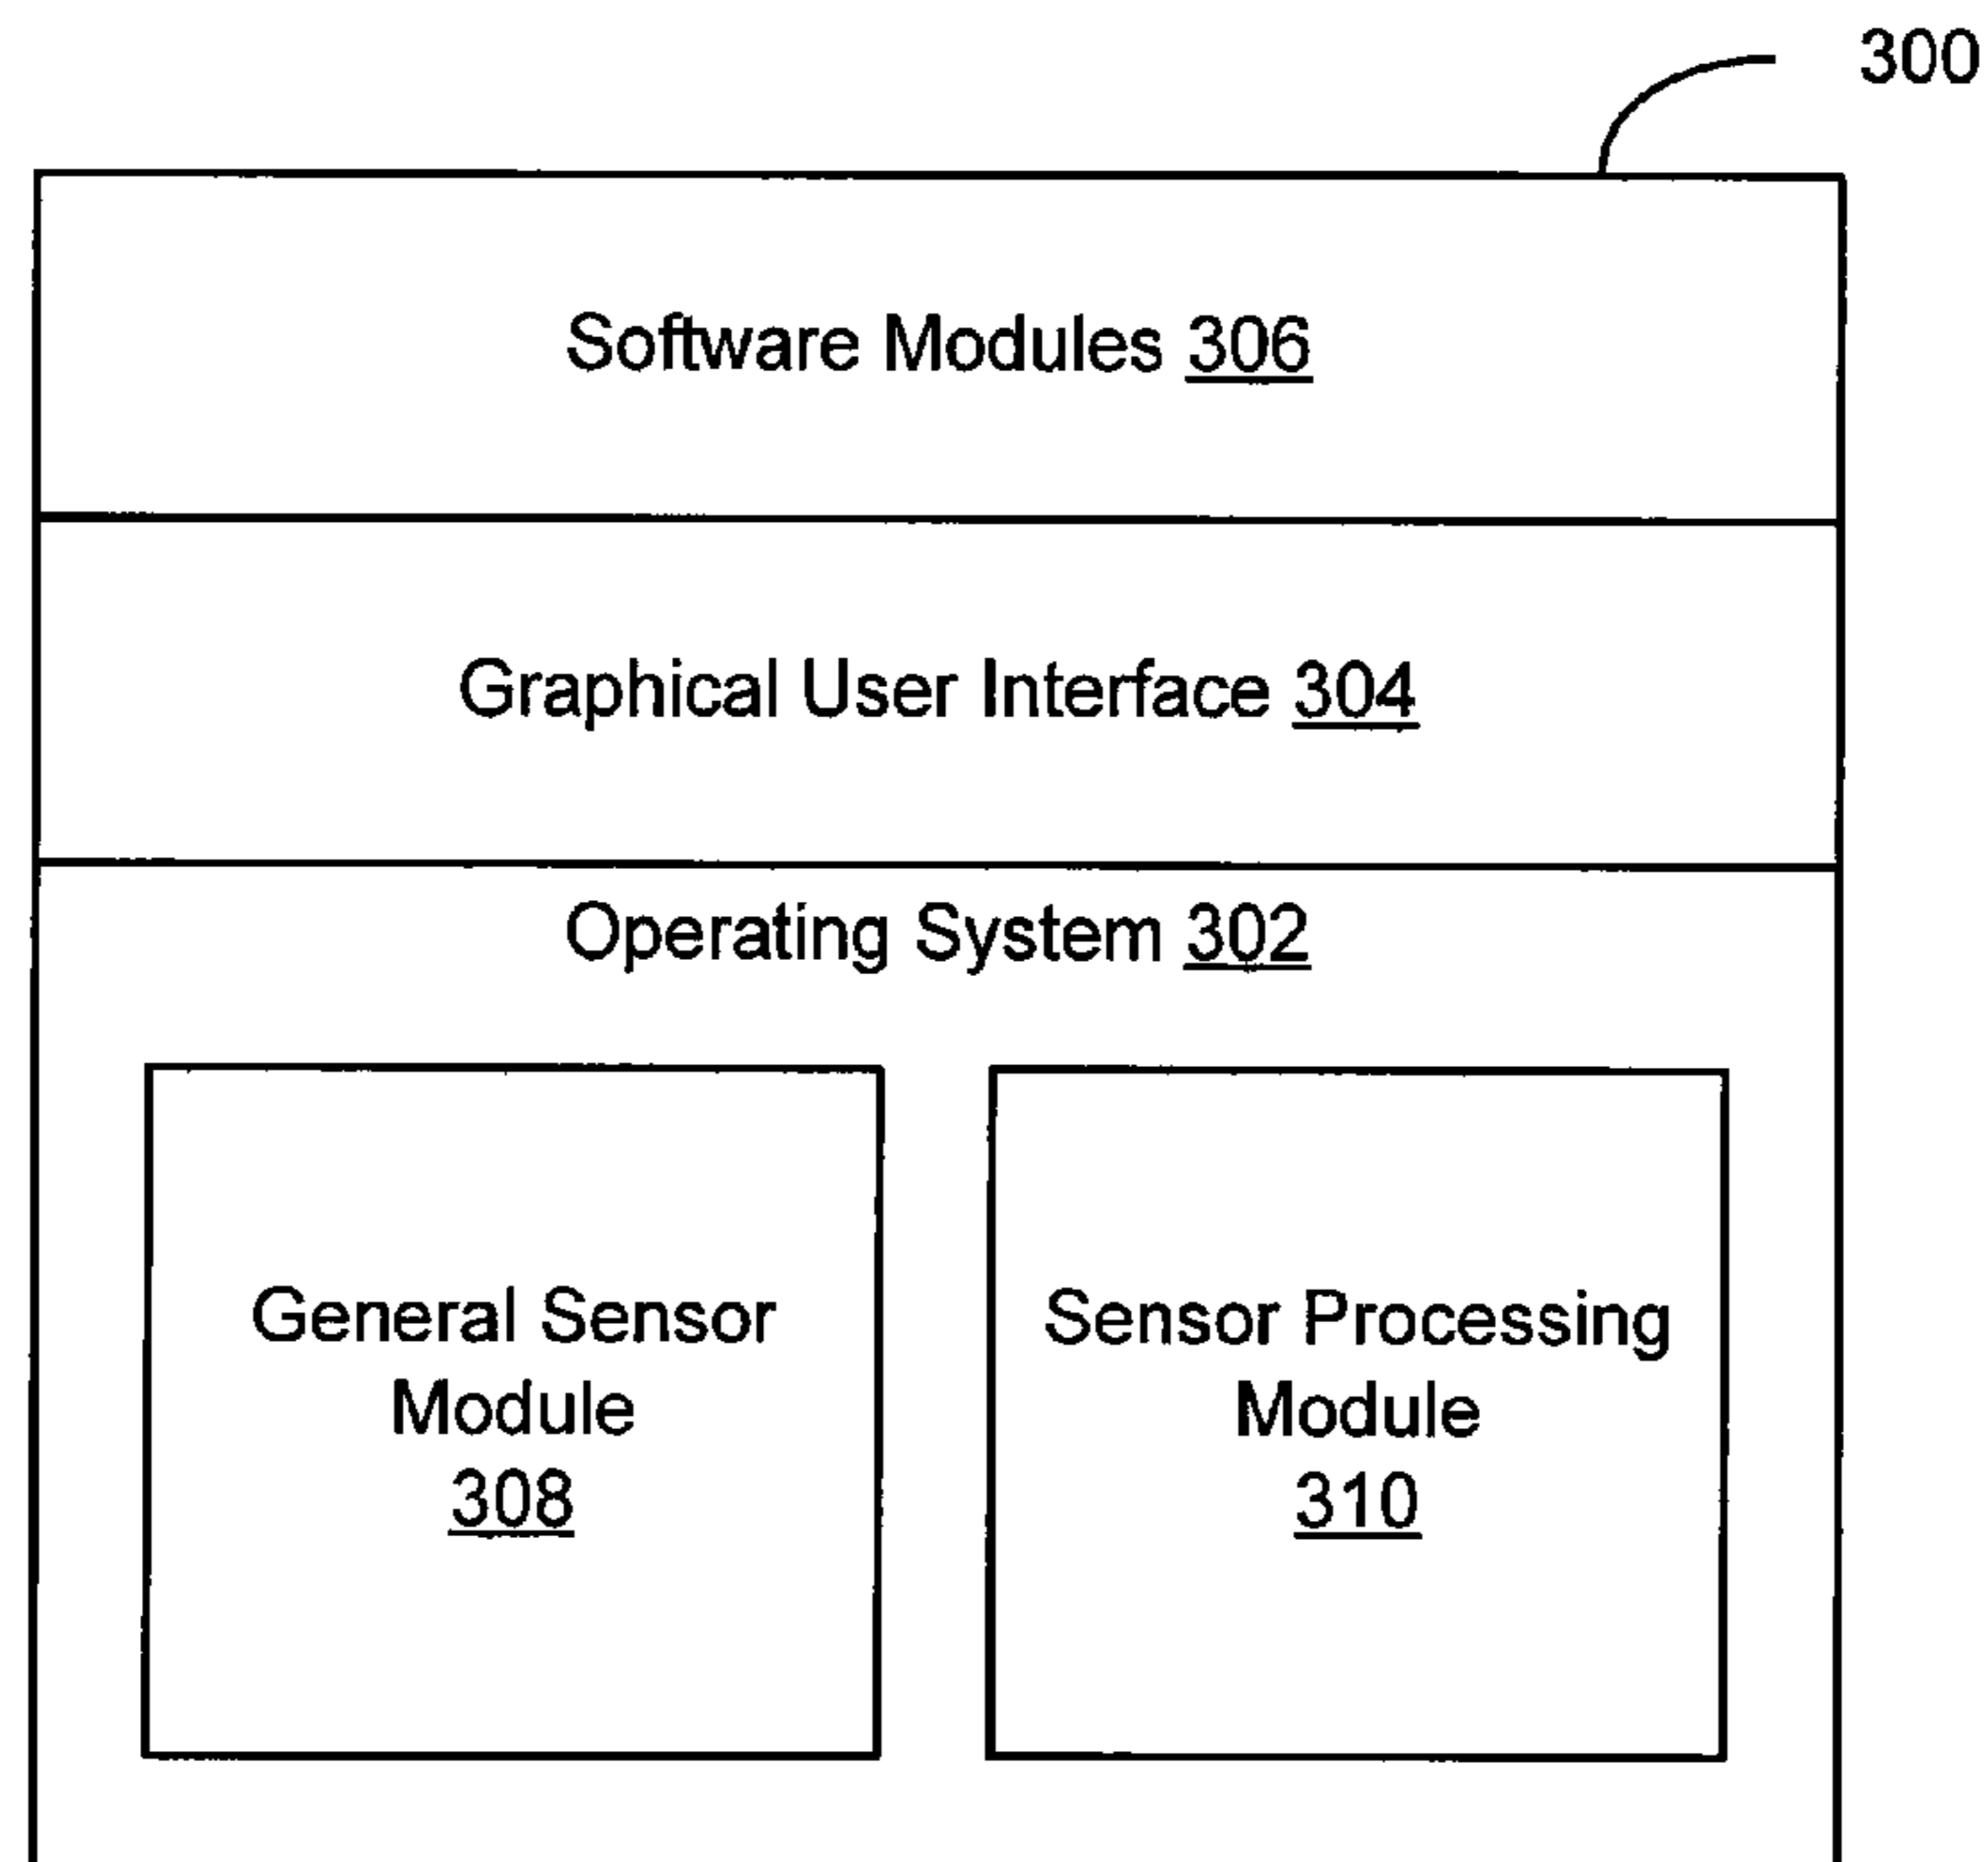 300
Software Modules 306
Graphical User Interface 304
Operating System 302
General Sensor
Module
308
Sensor Processing
Module
310